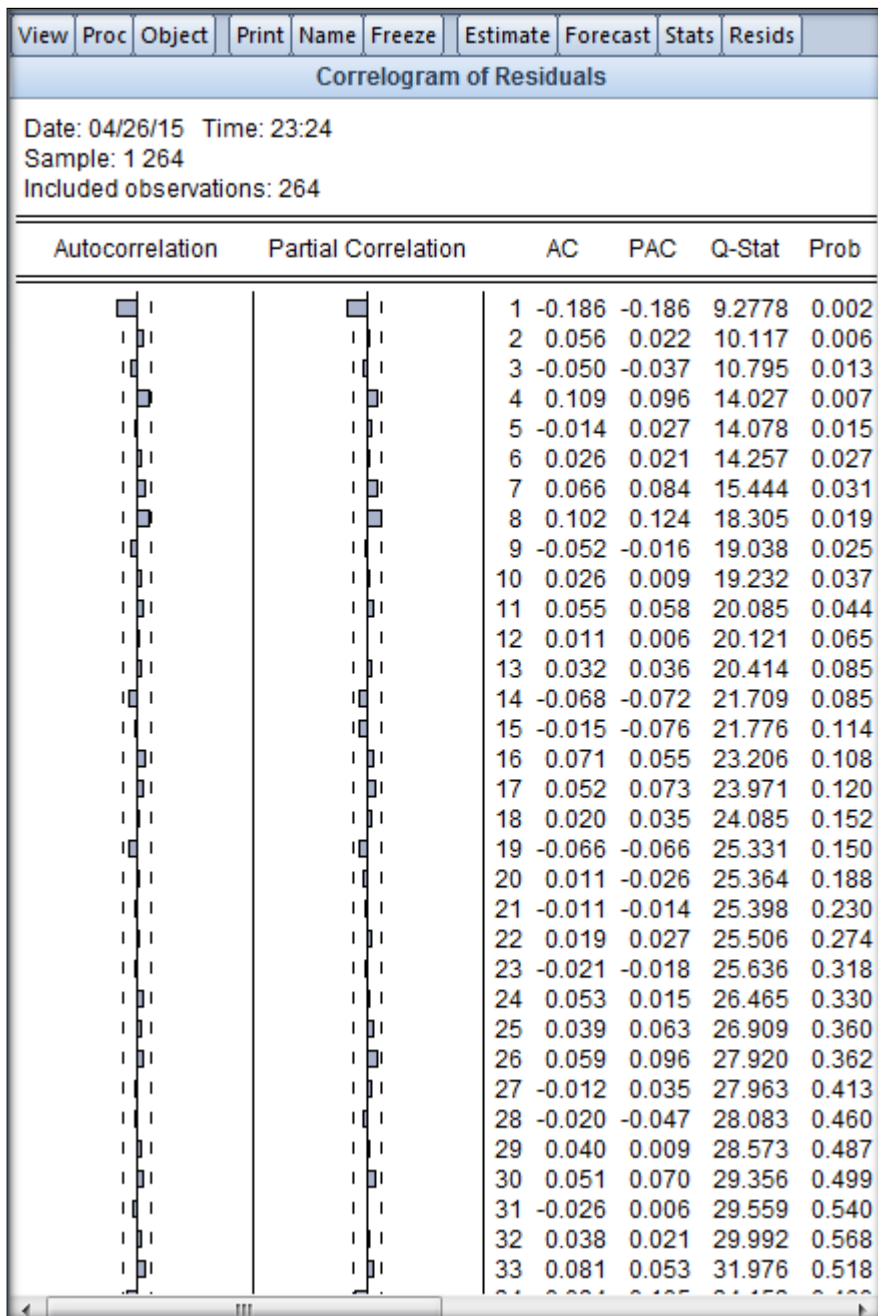 View Proc Object Print Name Freeze Estimate Forecast Stats Resids
Correlogram of Residuals
Date: 04/26/15 Time: 23:24
Sample: 1 264
Included observations: 264
Autocorrelation Partial Correlation AC PAC Q-Stat Prob
1 -0.186 -0.186 9.2778 0.002
2 0.056 0.022 10.117 0.006
3 -0.050 -0.037 10.795 0.013
4 0.109 0.096 14.027 0.007
5 -0.014 0.027 14.078 0.015
6 0.026 0.021 14.257 0.027
7 0.066 0.084 15.444 0.031
8 0.102 0.124 18.305 0.019
9 -0.052 -0.016 19.038 0.025
10 0.026 0.009 19.232 0.037
11 0.055 0.058 20.085 0.044
12 0.011 0.006 20.121 0.065
13 0.032 0.036 20.414 0.085
14 -0.068 -0.072 21.709 0.085
15 -0.015 -0.076 21.776 0.114
16 0.071 0.055 23.206 0.108
17 0.052 0.073 23.971 0.120
18 0.020 0.035 24.085 0.152
19 -0.066 -0.066 25.331 0.150
20 0.011 -0.026 25.364 0.188
21 -0.011 -0.014 25.398 0.230
22 0.019 0.027 25.506 0.274
23 -0.021 -0.018 25.636 0.318
24 0.053 0.015 26.465 0.330
25 0.039 0.063 26.909 0.360
26 0.059 0.096 27.920 0.362
27 -0.012 0.035 27.963 0.413
28 -0.020 -0.047 28.083 0.460
29 0.040 0.009 28.573 0.487
30 0.051 0.070 29.356 0.499
31 -0.026 0.006 29.559 0.540
32 0.038 0.021 29.992 0.568
33 0.081 0.053 31.976 0.518